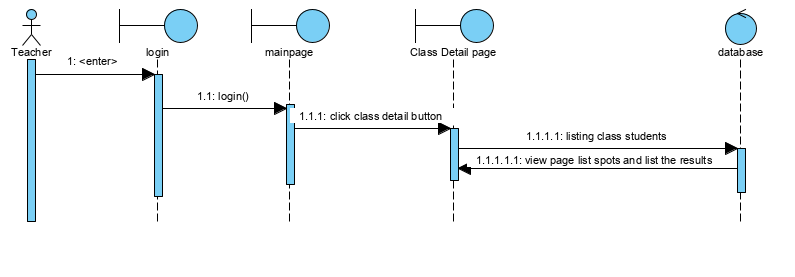 Teacher
login
mainpage
Class Detail page
database
1: <enter>
1.1: login()
1.1.1: click class detail button
1.1.1.1: listing class students
1.1.1.1.1: view page list spots and list the results